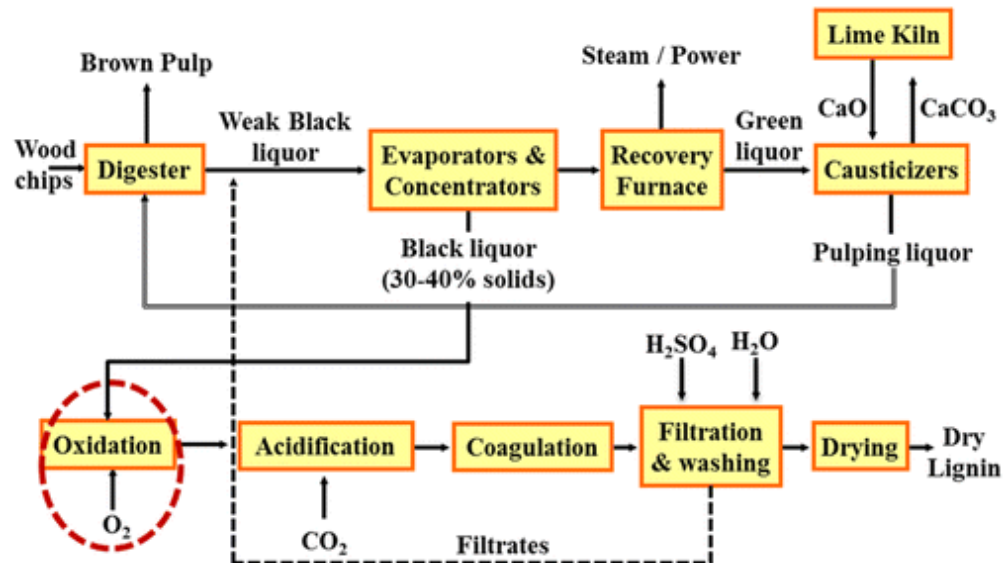 Lime Kiln
Brown Pulp
Steam / Power
CaO
CaCO₃
Weak Black
liquor
Green
liquor
Wood
chips
Digester
Evaporators &
Concentrators
Recovery
Furnace
Causticizers
Black liquor
(30-40% solids)
Pulping liquor
H₂SO₄
H₂O
Oxidation
Acidification
Coagulation
Filtration
& washing
Drying
Dry
Lignin
O₂
CO₂
Filtrates